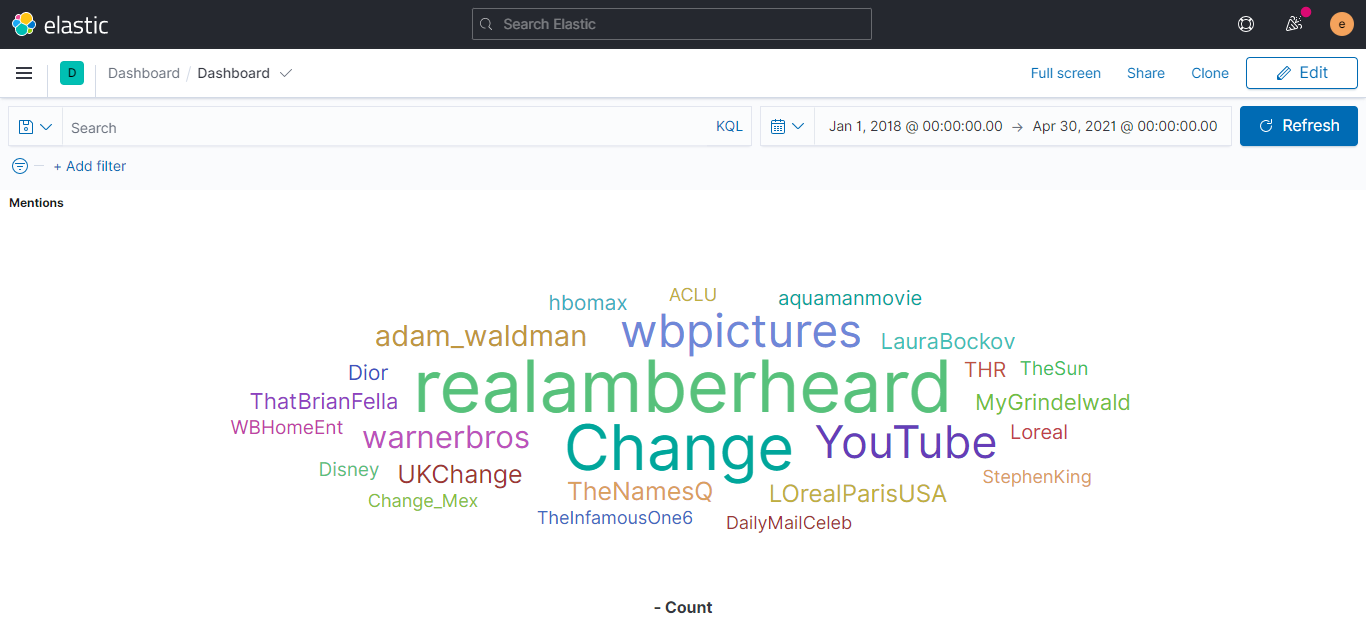 elastic Search Elastic e
D Dashboard / Dashboard Full screen Share Clone Edit
Search KQL Jan 1, 2018 @ 00:00:00.00 → Apr 30, 2021 @ 00:00:00.00 Refresh
+ Add filter
Mentions
hbomax ACLU aquamanmovie
adam_waldman wbpictures LauraBockov
Dior realamberheard THR TheSun
ThatBrianFella MyGrindelwald
WBHomeEnt warnerbros Change YouTube Loreal
Disney UKChange StephenKing
Change_Mex TheNamesQ LOrealParisUSA
TheInfamousOne6 DailyMailCeleb
- Count